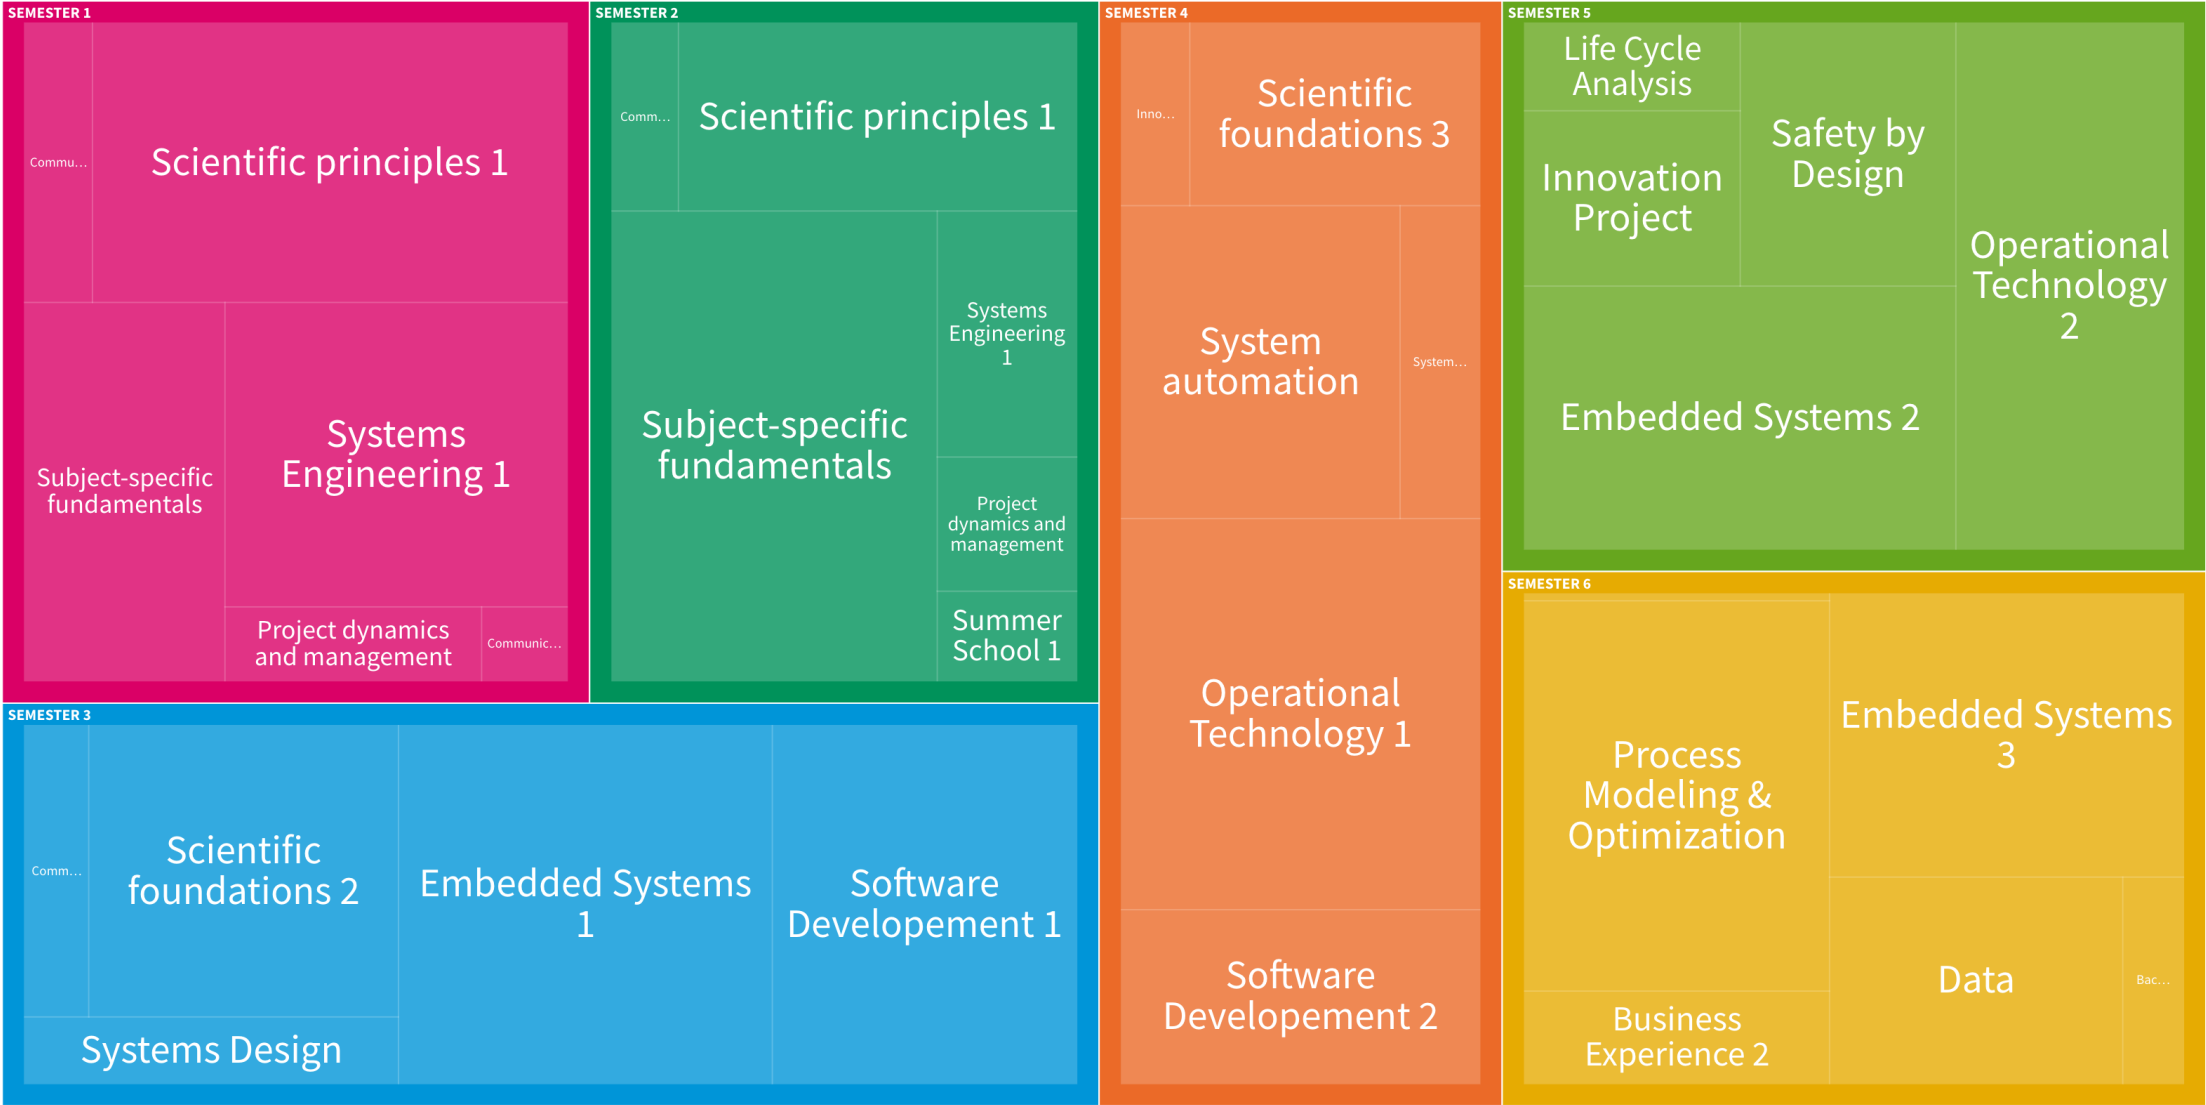 SEMESTER 1
Commu...
Scientific principles 1
Subject-specific
fundamentals
Systems
Engineering 1
Project dynamics
and management
Communic...
SEMESTER 2
Comm...
Scientific principles 1
Subject-specific
fundamentals
Systems
Engineering
1
Project
dynamics and
management
Summer
School 1
SEMESTER 3
Comm...
Scientific
foundations 2
Systems Design
Embedded Systems
1
Software
Developement 1
SEMESTER 4
Inno...
Scientific
foundations 3
System
automation
System...
Operational
Technology 1
Software
Developement 2
SEMESTER 5
Life Cycle
Analysis
Innovation
Project
Safety by
Design
Embedded Systems 2
Operational
Technology
2
SEMESTER 6
Process
Modeling &
Optimization
Business
Experience 2
Embedded Systems
3
Data
Bac...